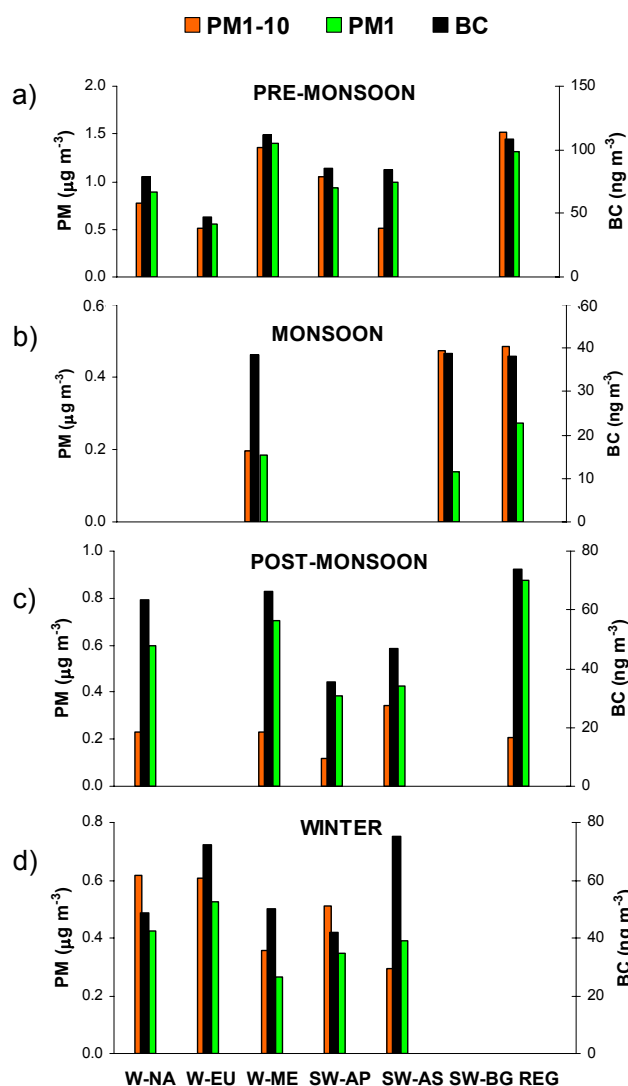 PM1-10 PM1 BC
a)
PRE-MONSOON
2.0
1.5
1.0
0.5
0.0
PM (µg m-3)
150
100
50
0
BC (ng m-3)
b)
MONSOON
0.6
0.4
0.2
0.0
PM (µg m-3)
60
40
30
20
10
0
BC (ng m-3)
c)
POST-MONSOON
1.0
0.8
0.6
0.4
0.2
0.0
PM (µg m-3)
80
60
40
20
0
BC (ng m-3)
d)
WINTER
0.8
0.6
0.4
0.2
0.0
PM (µg m-3)
80
60
40
20
0
BC (ng m-3)
W-NA W-EU W-ME SW-AP SW-AS SW-BG REG